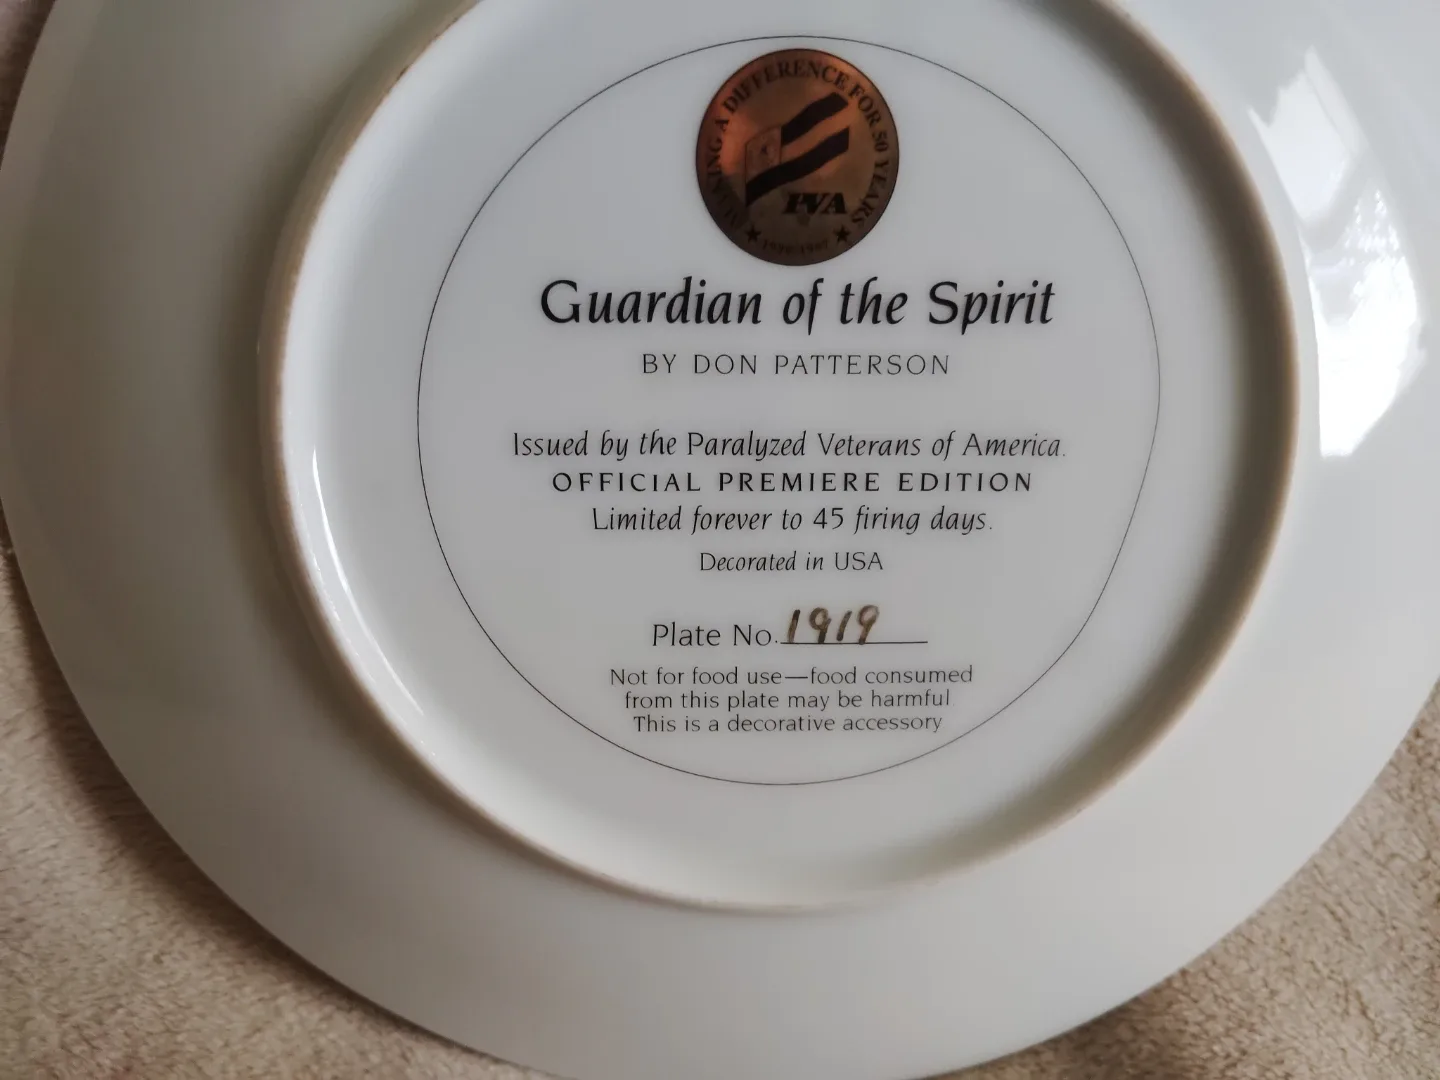 MAKING A DIFFERENCE FOR 50 YEARS
PVA
Guardian of the Spirit
BY DON PATTERSON
Issued by the Paralyzed Veterans of America.
OFFICIAL PREMIERE EDITION
Limited forever to 45 firing days.
Decorated in USA
Plate No. 1919
Not for food use—food consumed
from this plate may be harmful
This is a decorative accessory